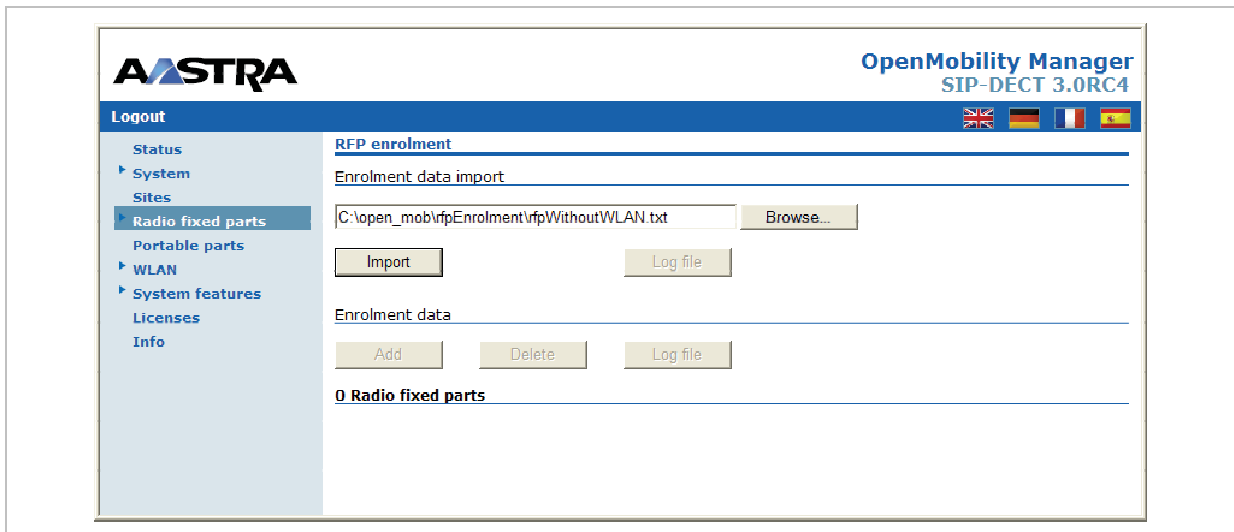 AASTRA
OpenMobility Manager
SIP-DECT 3.0RC4
Logout
Status
System
Sites
Radio fixed parts
Portable parts
WLAN
System features
Licenses
Info
RFP enrolment
Enrolment data import
C:\open_mob\rfpEnrolment\rfpWithoutWLAN.txt Browse...
Import Log file
Enrolment data
Add Delete Log file
0 Radio fixed parts